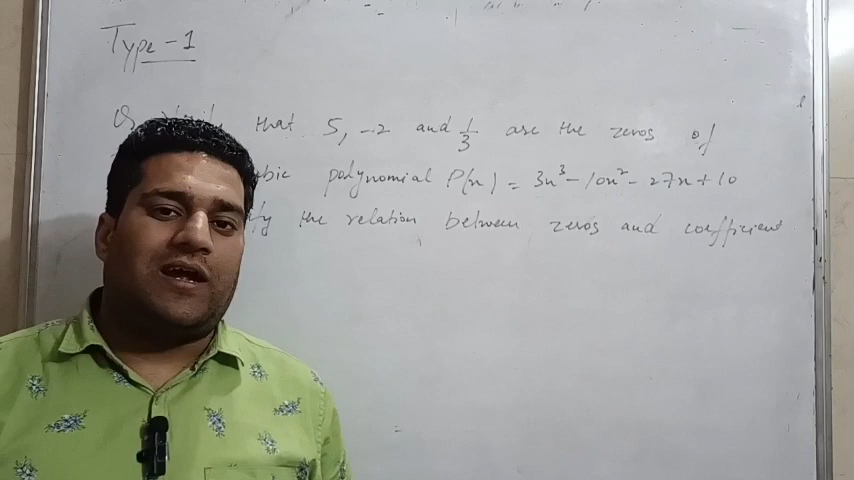 Type-1
Q that 5, -2 and 1/3 are the zeros of
polynomial P(x) = 3x³ - 10x² - 27x + 10
the relation between zeros and coefficient